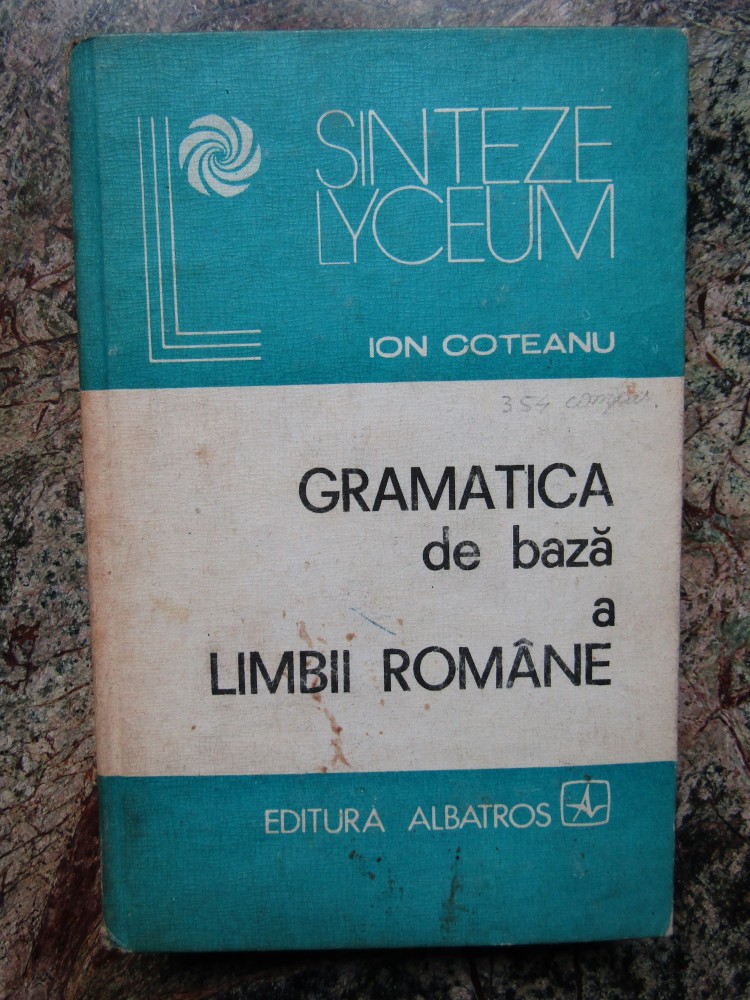 SINTEZE
LYCEUM
ION COTEANU
354
GRAMATICA
de bază
a
LIMBII ROMÂNE
EDITURA ALBATROS